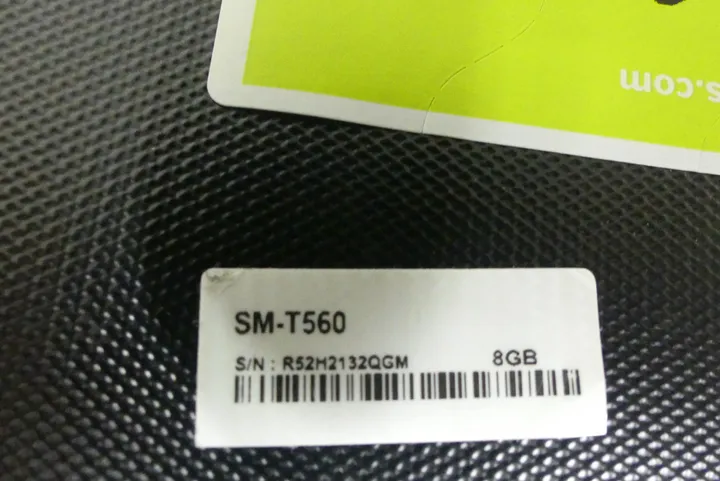 s.com
SM-T560
S/N : R52H2132QGM 8GB